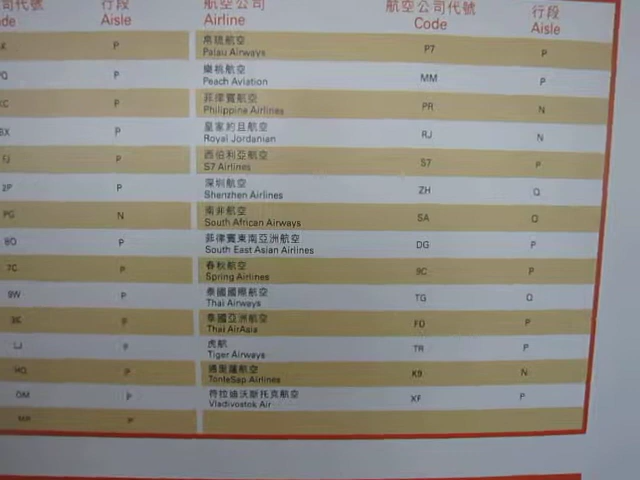 司代號 行段 航空公司 航空公司代號 行段
de Aisle Airline Code Aisle
K P 帛琉航空 P7 P
Palau Airways
P 樂桃航空 MM P
Peach Aviation
P 菲律賓航空 PR N
Philippine Airlines
BX P 皇家約旦航空 RJ N
Royal Jordanian
FJ P 西伯利亞航空 S7 P
S7 Airlines
2P P 深圳航空 ZH Q
Shenzhen Airlines
PG N 南非航空 SA Q
South African Airways
8Q P 菲律賓東南亞洲航空 DG P
South East Asian Airlines
7C P 春秋航空 9C P
Spring Airlines
9W P 泰國國際航空 TG Q
Thai Airways
3C P 泰國亞洲航空 FD P
Thai AirAsia
LJ P 虎航 TR P
Tiger Airways
HO P 洞里薩航空 K9 N
TonleSap Airlines
OM P 符拉迪沃斯托克航空 XF P
Vladivostok Air
MF P